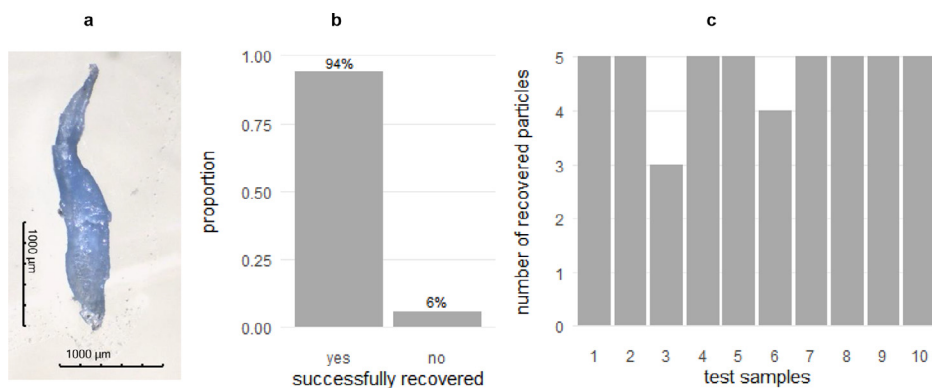 a
1000 µm
1000 µm
b
1.00
0.75
0.50
0.25
0.00
proportion
94%
6%
yes no
successfully recovered
c
5
4
3
2
1
0
number of recovered particles
1 2 3 4 5 6 7 8 9 10
test samples